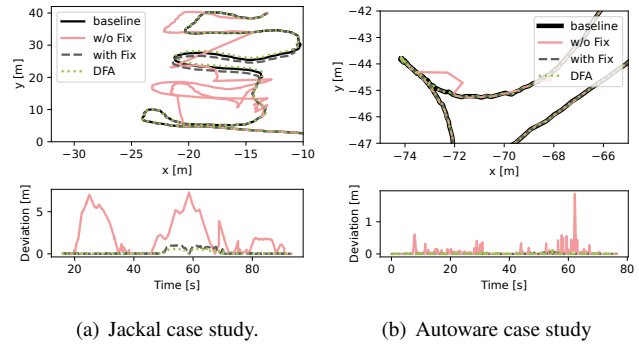 baseline
w/o Fix
with Fix
DFA
y [m]
40
30
20
10
0
−30
−25
−20
−15
−10
x [m]
Deviation [m]
5
0
20
40
60
80
Time [s]
(a) Jackal case study.
baseline
w/o Fix
with Fix
DFA
y [m]
−42
−43
−44
−45
−46
−47
−74
−72
−70
−68
−66
x [m]
Deviation [m]
1
0
0
20
40
60
80
Time [s]
(b) Autoware case study